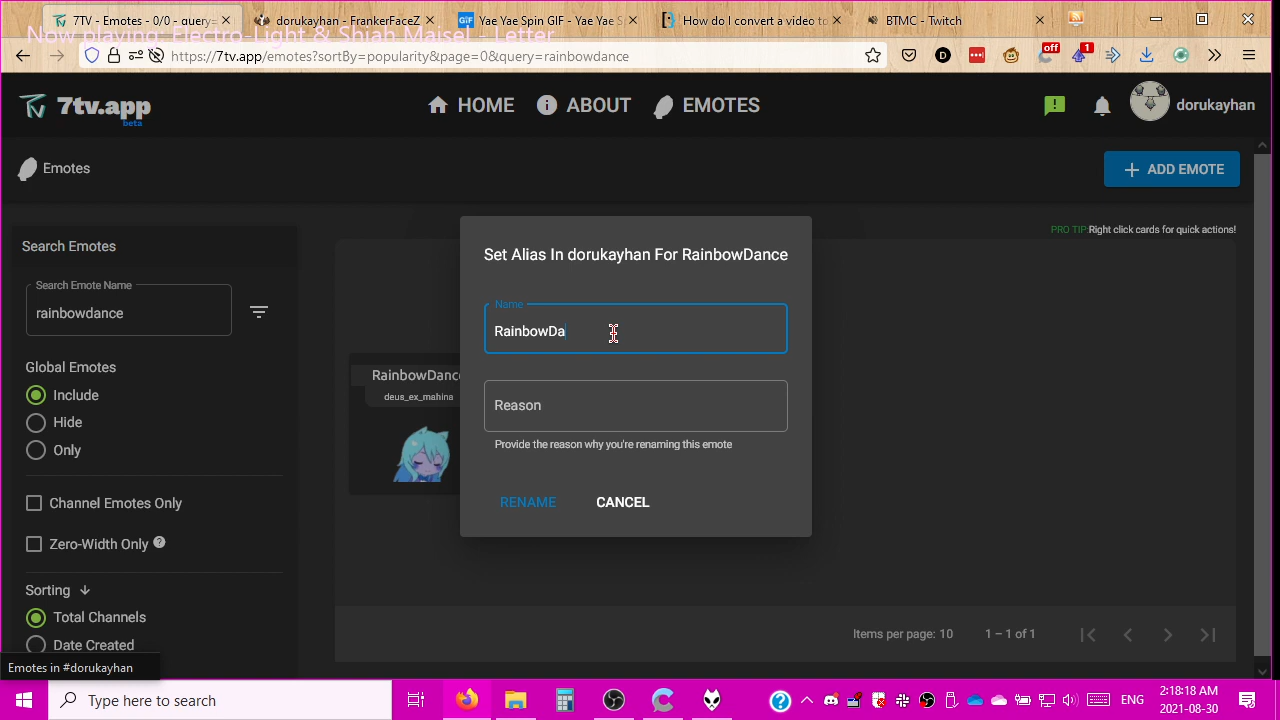 7TV - Emotes - 0/0 - query=
dorukayhan - FrankerFaceZ
Yae Yae Spin GIF - Yae Yae S
How do I convert a video to
BTMC - Twitch
Now playing: Electro-Light & Shiah Maisel - Letter
https://7tv.app/emotes?sortBy=popularity&page=0&query=rainbowdance
off
1
7tv.app
beta
HOME
ABOUT
EMOTES
dorukayhan
Emotes
ADD EMOTE
PRO TIP: Right click cards for quick actions!
Search Emotes
Search Emote Name
rainbowdance
Global Emotes
Include
Hide
Only
Channel Emotes Only
Zero-Width Only
Sorting
Total Channels
Date Created
RainbowDance
deus_ex_mahina
Set Alias In dorukayhan For RainbowDance
Name
RainbowDa
Reason
Provide the reason why you're renaming this emote
RENAME
CANCEL
Items per page: 10
1 – 1 of 1
Emotes in #dorukayhan
Type here to search
ENG
2:18:18 AM
2021-08-30